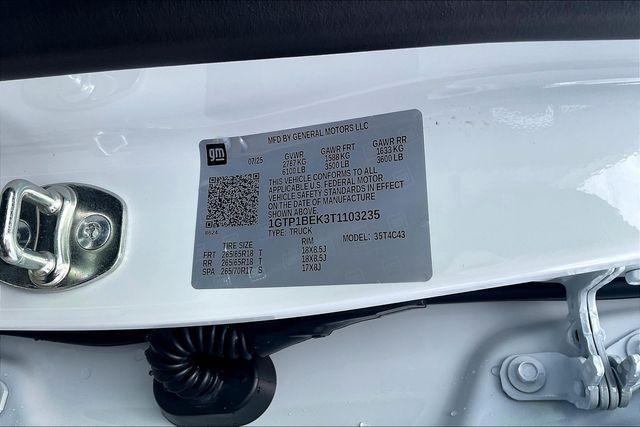 MFD BY GENERAL MOTORS LLC
gm 07/25 GVWR GAWR FRT GAWR RR
2767 KG 1588 KG 1633 KG
6100 LB 3500 LB 3600 LB
THIS VEHICLE CONFORMS TO ALL
APPLICABLE U.S. FEDERAL MOTOR
VEHICLE SAFETY STANDARDS IN EFFECT
ON THE DATE OF MANUFACTURE
SHOWN ABOVE
1GTP1BEK3T1103235
TYPE: TRUCK MODEL: 35T4C43
TIRE SIZE RIM
FRT 265/65R18 T 18X8.5J
RR 265/65R18 T 18X8.5J
SPA 265/70R17 S 17X8J